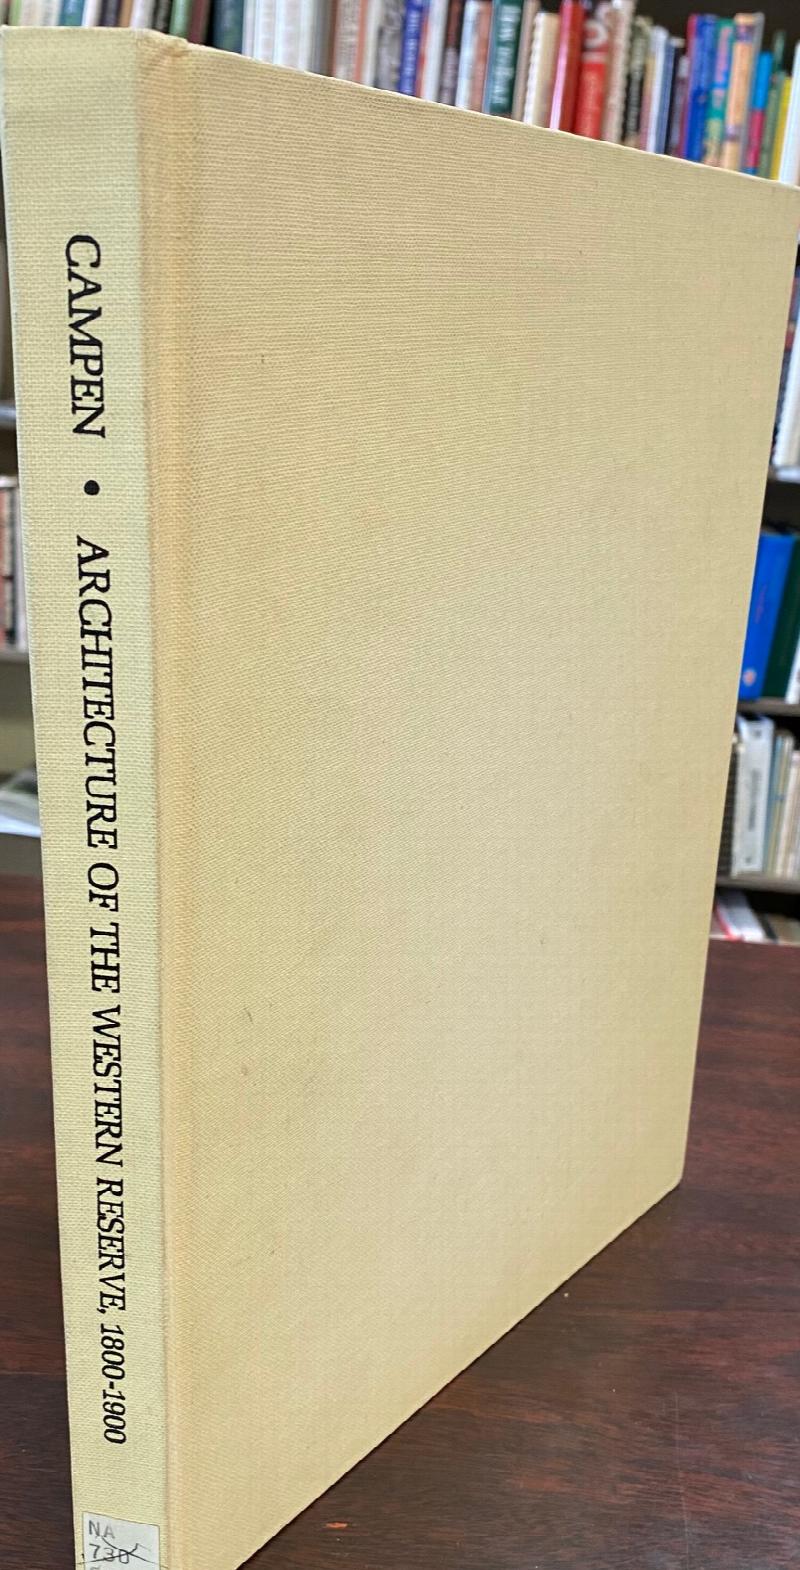 CAMPEN • ARCHITECTURE OF THE WESTERN RESERVE, 1800-1900
NA
730